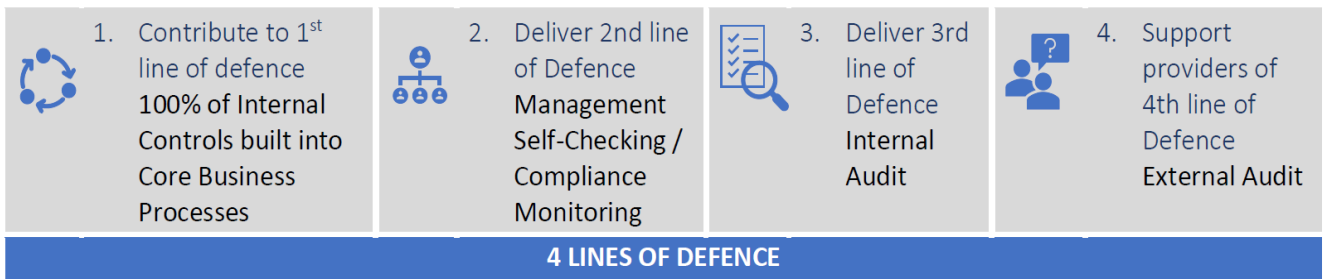 1. Contribute to 1st
line of defence
100% of Internal
Controls built into
Core Business
Processes
2. Deliver 2nd line
of Defence
Management
Self-Checking /
Compliance
Monitoring
3. Deliver 3rd
line of
Defence
Internal
Audit
?
4. Support
providers of
4th line of
Defence
External Audit
4 LINES OF DEFENCE